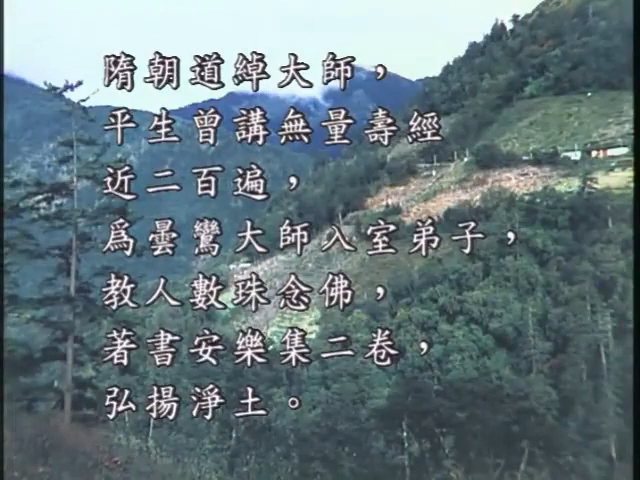 隋朝道綽大師，
平生曾講無量壽經
近二百遍，
爲曇鸞大師入室弟子，
教人數珠念佛，
著書安樂集二卷，
弘揚淨土。